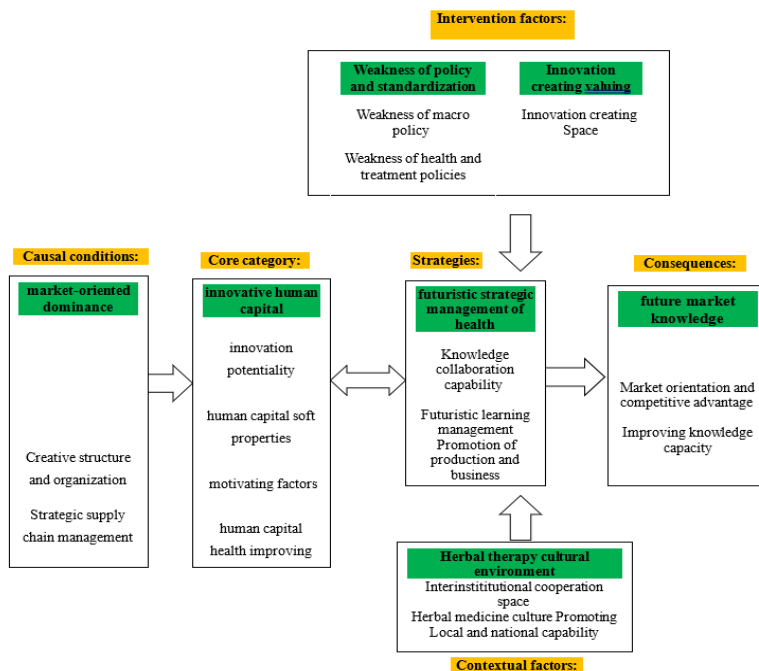 Intervention factors:
Weakness of policy
and standardization
Weakness of macro
policy
Weakness of health and
treatment policies
Innovation
creating valuing
Innovation creating
Space
Causal conditions:
market-oriented
dominance
Creative structure
and organization
Strategic supply
chain management
Core category:
innovative human
capital
innovation
potentiality
human capital soft
properties
motivating factors
human capital
health improving
Strategies:
futuristic strategic
management of
health
Knowledge
collaboration
capability
Futuristic learning
management
Promotion of
production and
business
Consequences:
future market
knowledge
Market orientation and
competitive advantage
Improving knowledge
capacity
Herbal therapy cultural
environment
Interinstititutional cooperation
space
Herbal medicine culture Promoting
Local and national capability
Contextual factors: